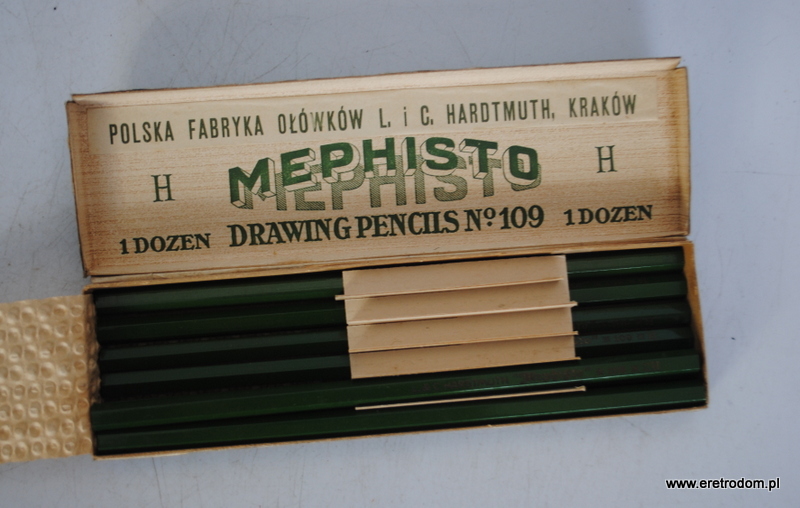 POLSKA FABRYKA OŁÓWKÓW L. i C. HARDTMUTH, KRAKÓW
H MEPHISTO H
1 DOZEN DRAWING PENCILS Nº 109 1 DOZEN
www.eretrodom.pl